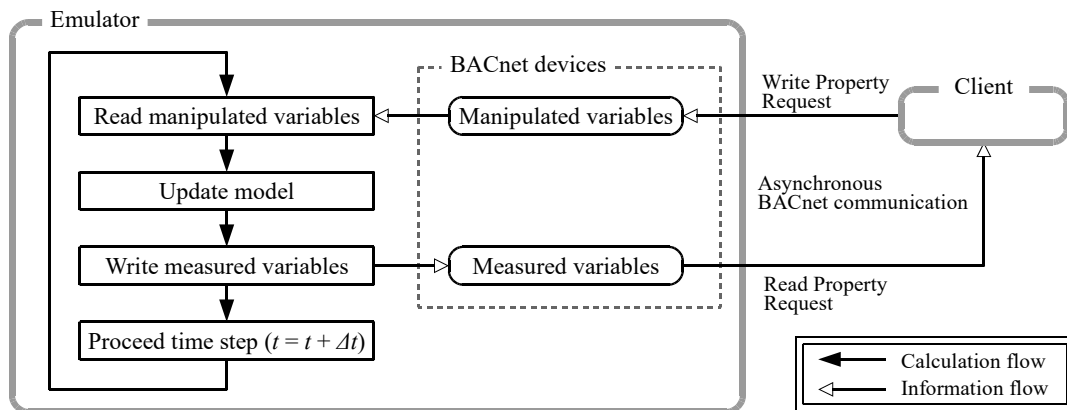 Emulator
BACnet devices
Write Property
Request
Client
Read manipulated variables
Manipulated variables
Update model
Asynchronous
BACnet communication
Write measured variables
Measured variables
Read Property
Request
Proceed time step (t = t + Δt)
Calculation flow
Information flow